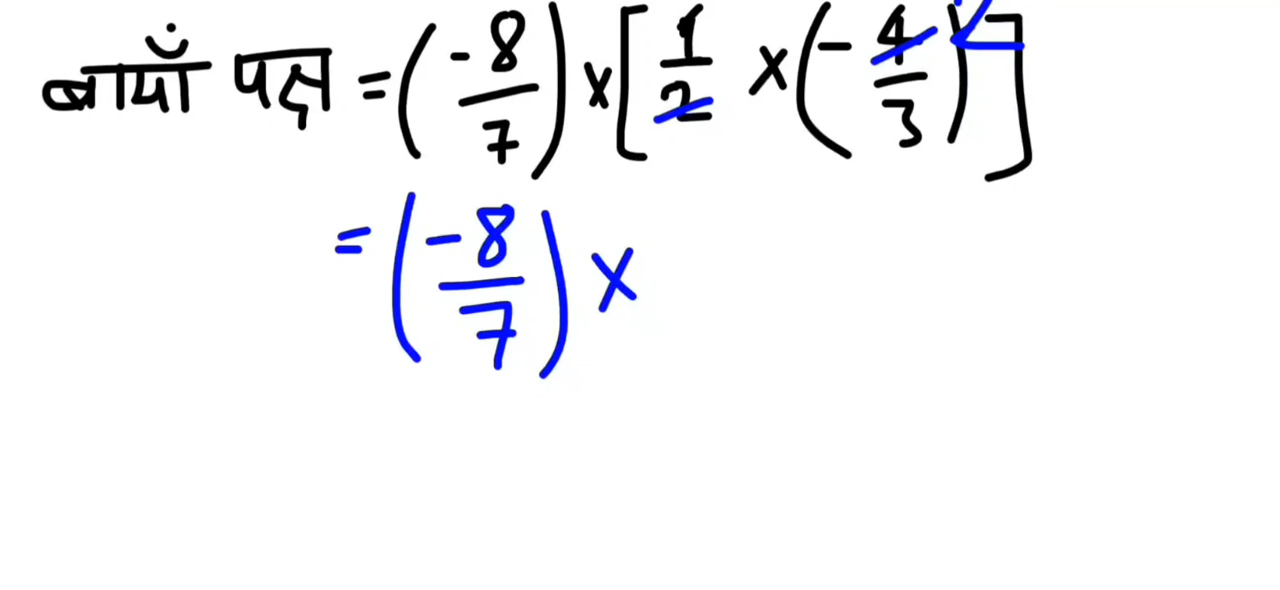 बायाँ पक्ष = (-8/7) × [1/2 × (-4/3)]
= (-8/7) ×